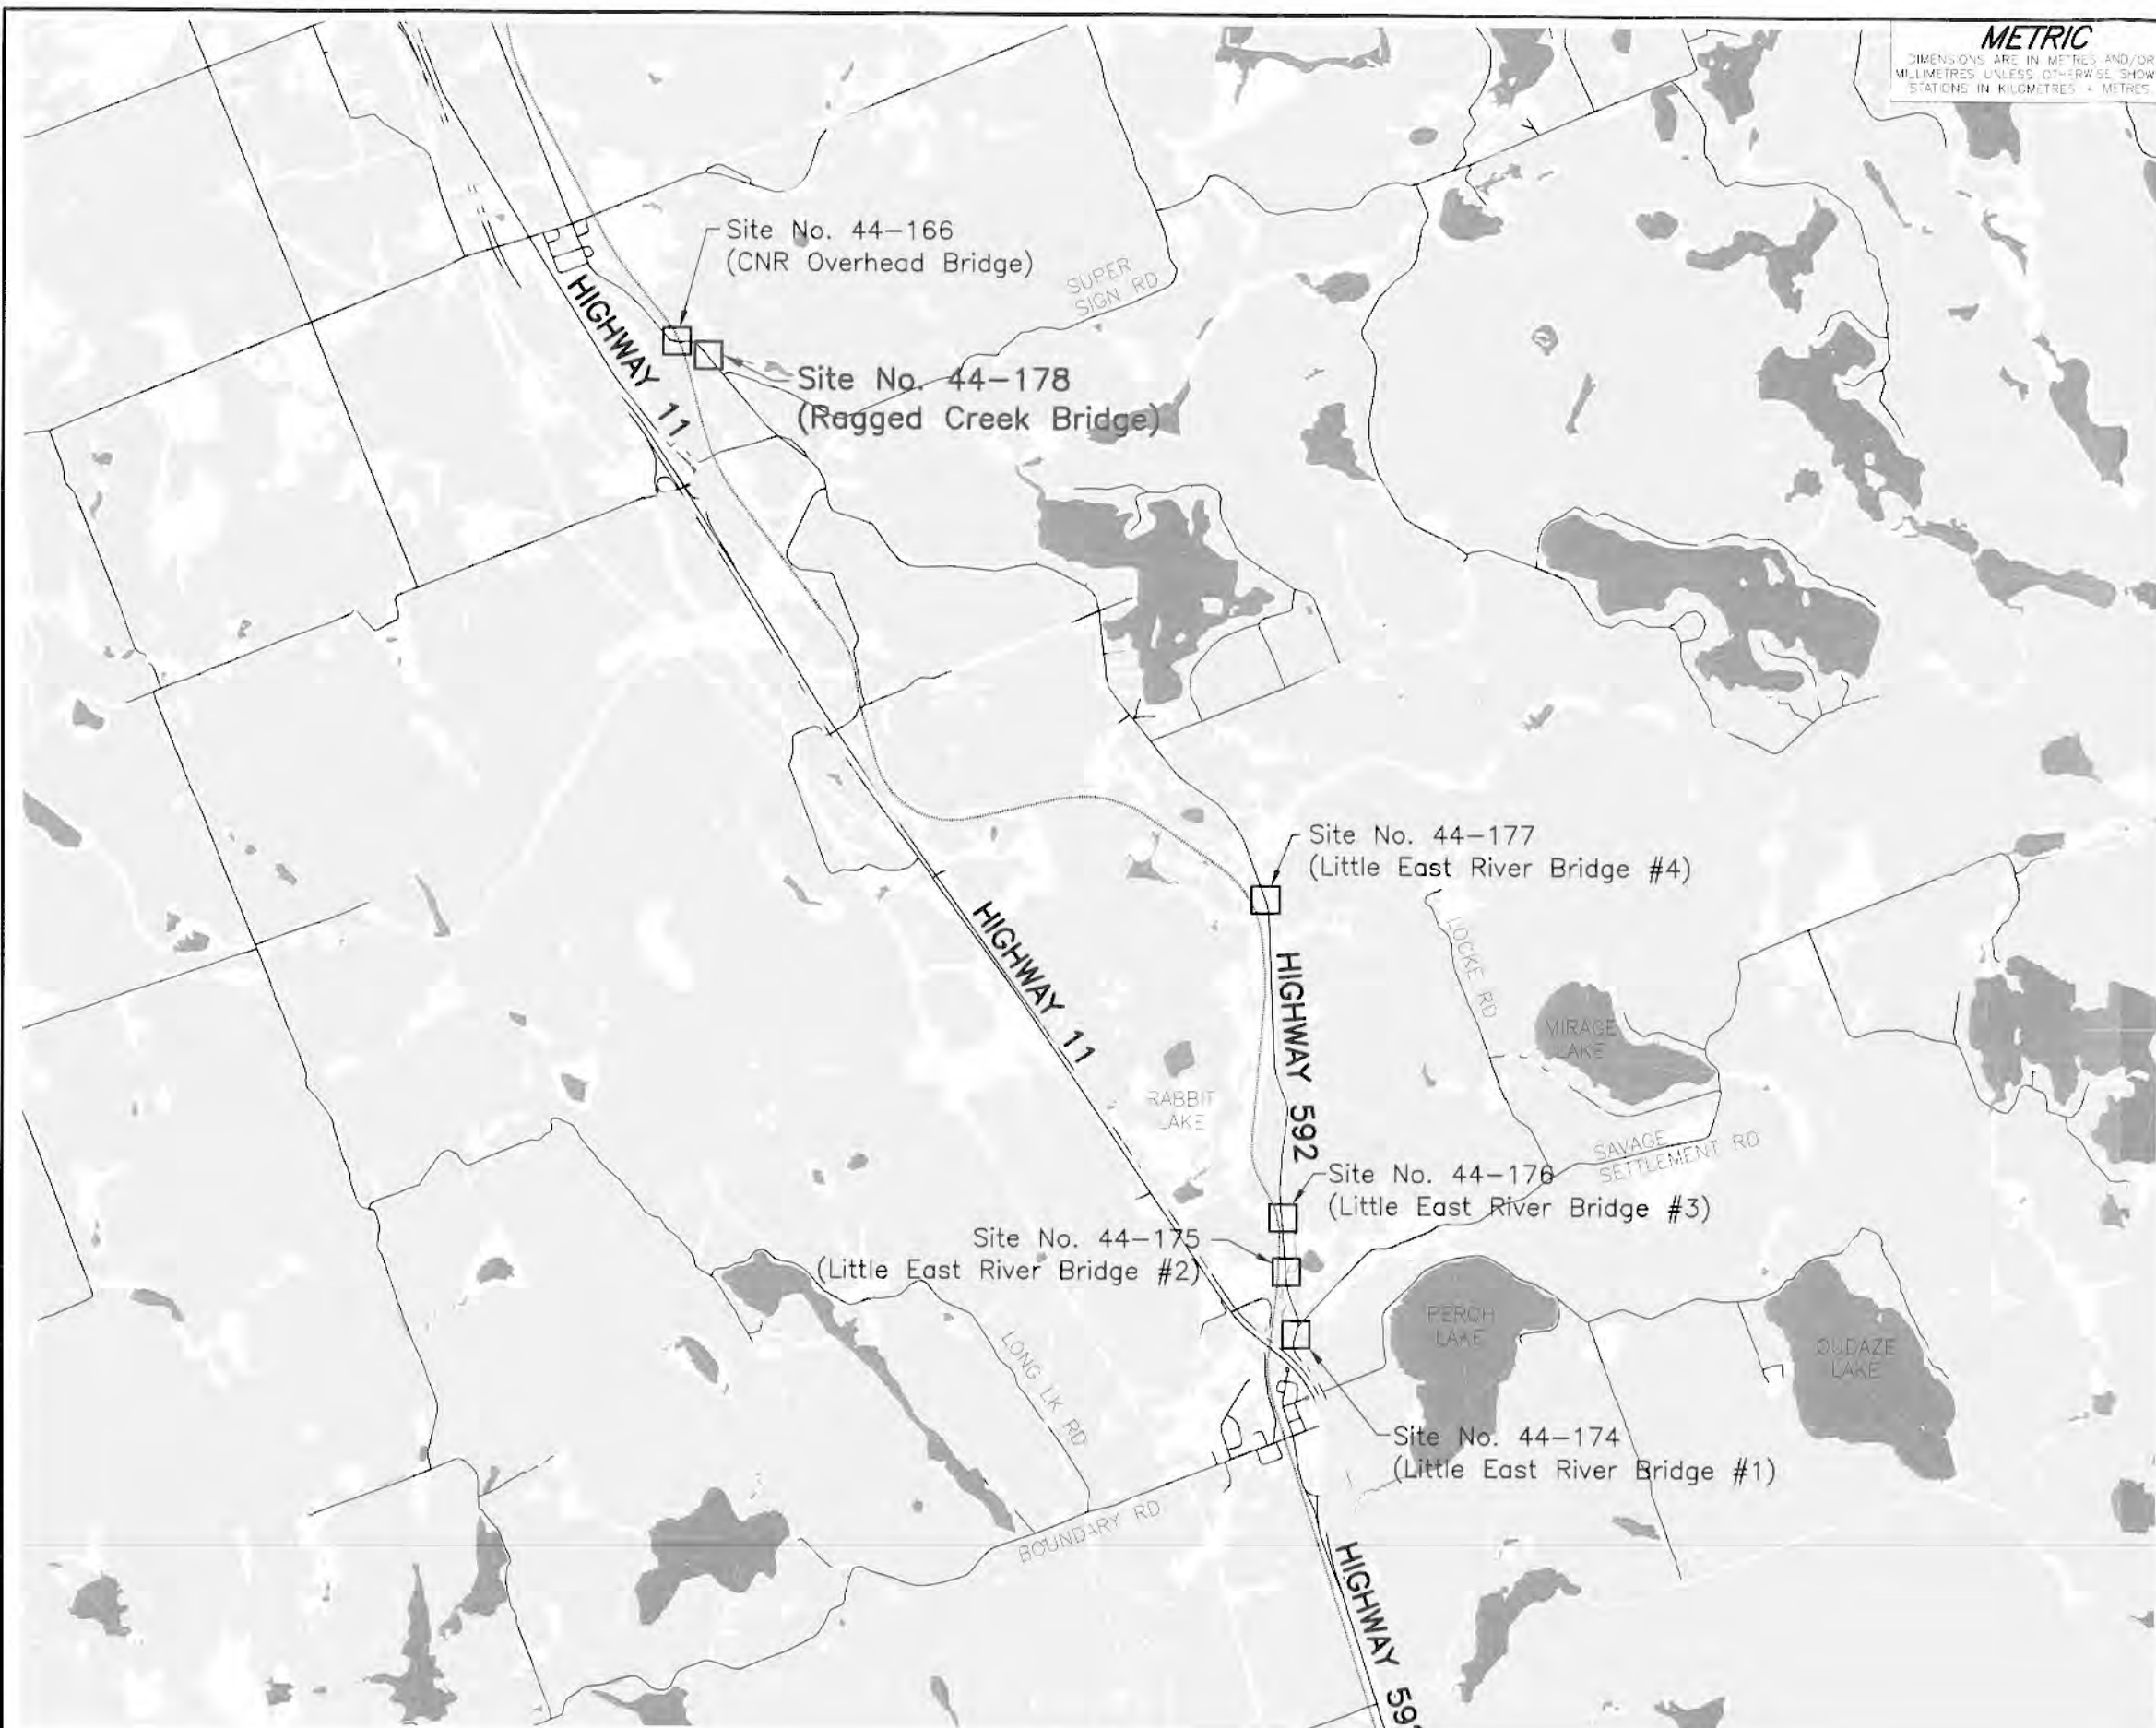 METRIC
DIMENSIONS ARE IN METRES AND/OR
MILLIMETRES UNLESS OTHERWISE SHOW
STATIONS IN KILOMETRES + METRES
Site No. 44-166
(CNR Overhead Bridge)
SUPER
SIGN RD
HIGHWAY 11
Site No. 44-178
(Ragged Creek Bridge)
Site No. 44-177
(Little East River Bridge #4)
HIGHWAY 11
LOCKE RD
HIGHWAY 592
MIRAGE
LAKE
RABBIT
LAKE
SAVAGE
SETTLEMENT RD
Site No. 44-176
(Little East River Bridge #3)
Site No. 44-175
(Little East River Bridge #2)
PERCH
LAKE
OUDAZE
LAKE
LONG LK RD
Site No. 44-174
(Little East River Bridge #1)
BOUNDARY RD
HIGHWAY 59